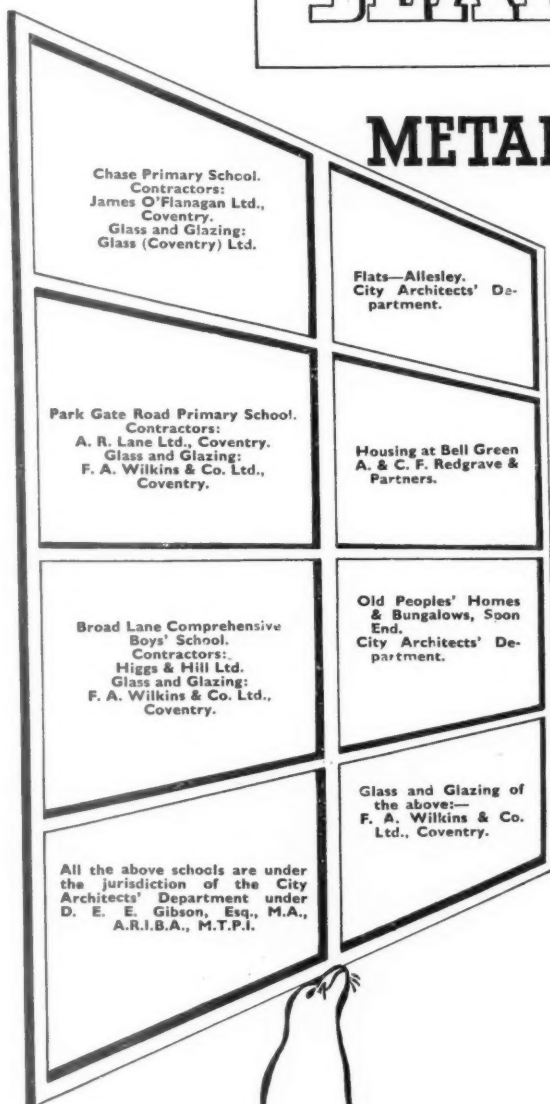 METAL
Chase Primary School.
Contractors:
James O'Flanagan Ltd.,
Coventry.
Glass and Glazing:
Glass (Coventry) Ltd.
Park Gate Road Primary School.
Contractors:
A. R. Lane Ltd., Coventry.
Glass and Glazing:
F. A. Wilkins & Co. Ltd.,
Coventry.
Broad Lane Comprehensive
Boys' School.
Contractors:
Higgs & Hill Ltd.
Glass and Glazing:
F. A. Wilkins & Co. Ltd.,
Coventry.
All the above schools are under
the jurisdiction of the City
Architects' Department under
D. E. E. Gibson, Esq., M.A.,
A.R.I.B.A., M.T.P.I.
Flats—Allesley.
City Architects' De-
partment.
Housing at Bell Green
A. & C. F. Redgrave &
Partners.
Old Peoples' Homes
& Bungalows, Spon
End.
City Architects' De-
partment.
Glass and Glazing of
the above:—
F. A. Wilkins & Co.
Ltd., Coventry.